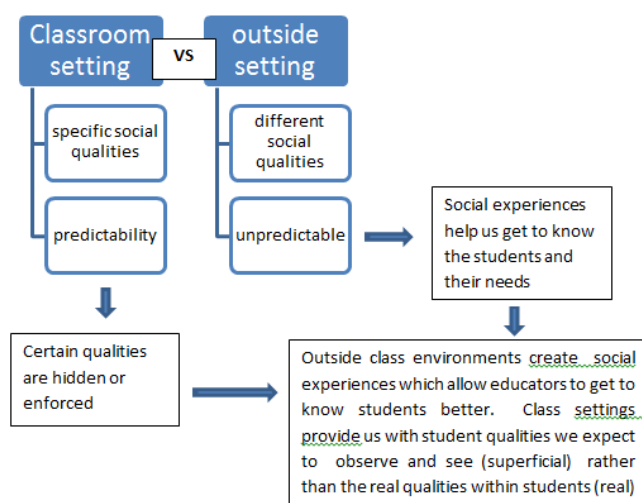 Classroom
setting
VS
outside
setting
specific social
qualities
different
social
qualities
predictability
unpredictable
Social experiences
help us get to know
the students and
their needs
Certain qualities
are hidden or
enforced
Outside class environments create social
experiences which allow educators to get to
know students better. Class settings
provide us with student qualities we expect
to observe and see (superficial) rather
than the real qualities within students (real)